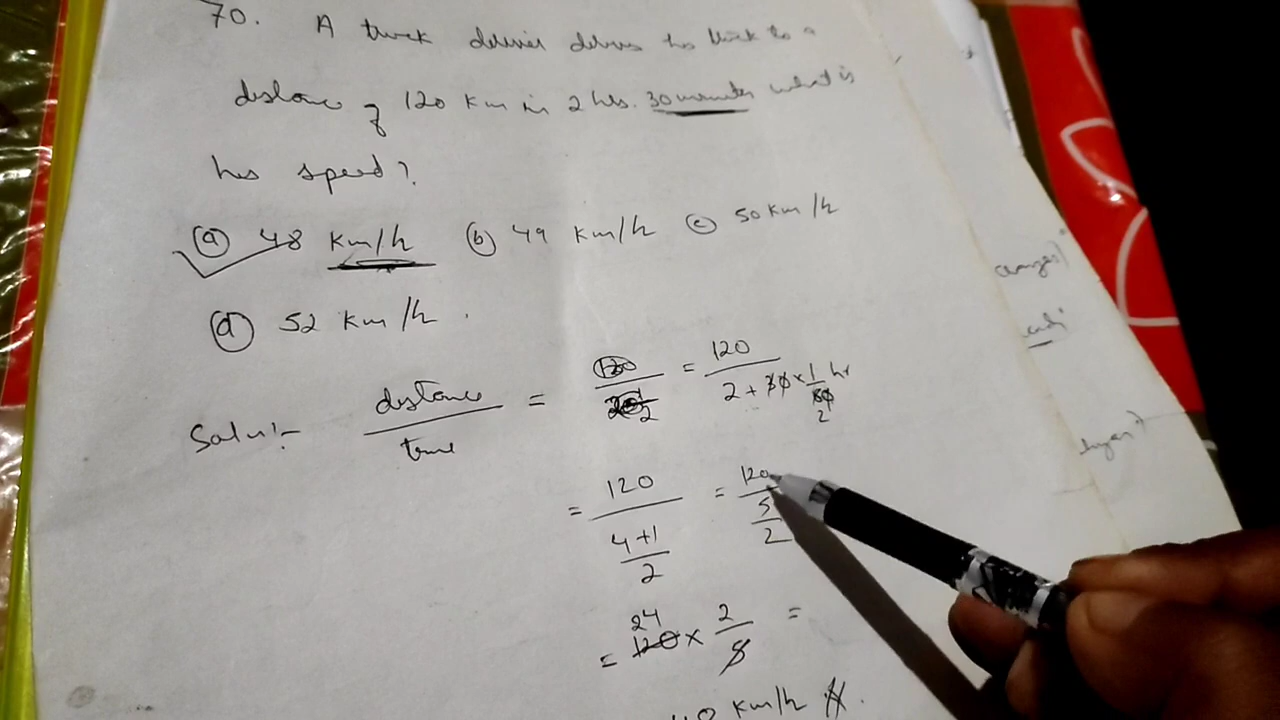 70. A truck driver drives his truck to a
distance of 120 km in 2 hrs. 30 minutes what is
his speed?
(a) 48 km/h (b) 49 km/h (c) 50 km/h
(d) 52 km/h.
Soln:- distance/time = 120/ = 120/(2 + 30 × 1/60 hr) 2
= 120/((4+1)/2) = 120/(5/2)
= 24 120 × 2/5 =
km/h